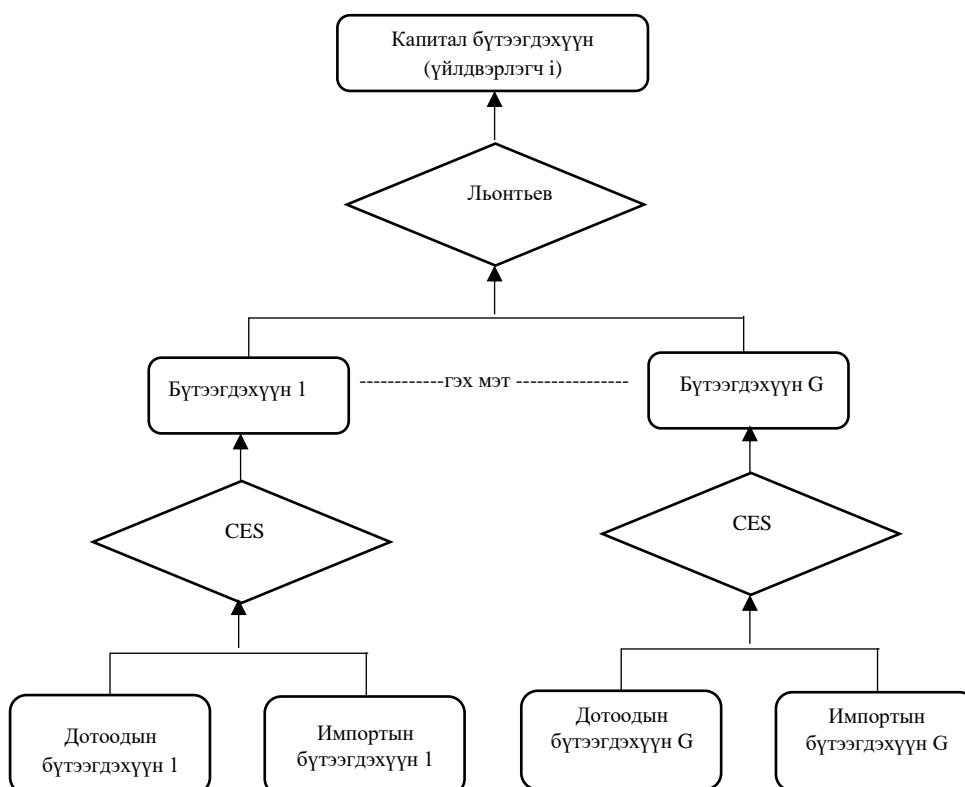 Капитал бүтээгдэхүүн
(үйлдвэрлэгч i)
Льонтьев
Бүтээгдэхүүн 1
------------гэх мэт ------------
Бүтээгдэхүүн G
CES
CES
Дотоодын
бүтээгдэхүүн 1
Импортын
бүтээгдэхүүн 1
Дотоодын
бүтээгдэхүүн G
Импортын
бүтээгдэхүүн G